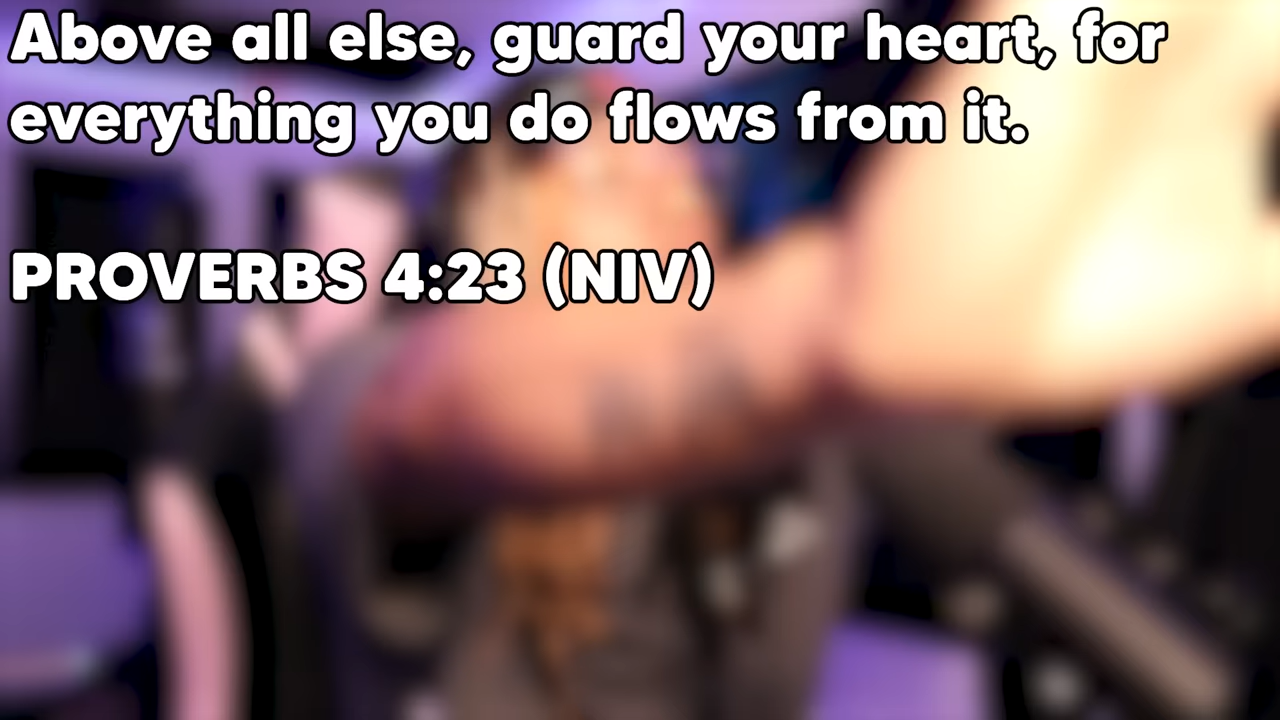 Above all else, guard your heart, for
everything you do flows from it.
PROVERBS 4:23 (NIV)